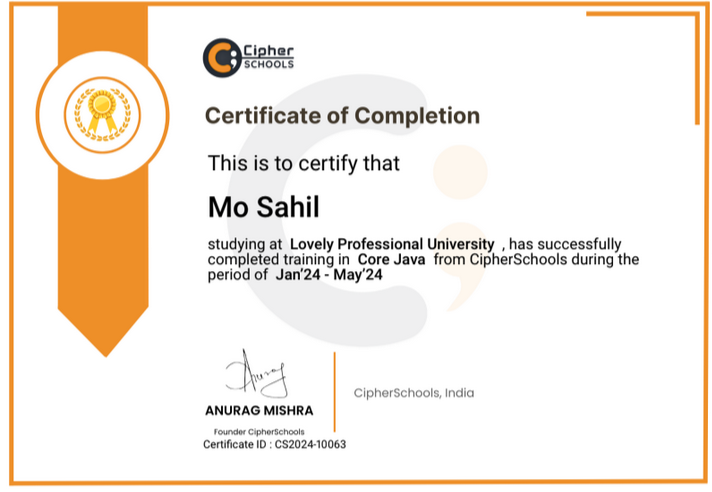 Cipher
SCHOOLS
Certificate of Completion
This is to certify that
Mo Sahil
studying at Lovely Professional University , has successfully
completed training in Core Java from CipherSchools during the
period of Jan'24 - May'24
Anurag
ANURAG MISHRA
Founder CipherSchools
Certificate ID : CS2024-10063
CipherSchools, India